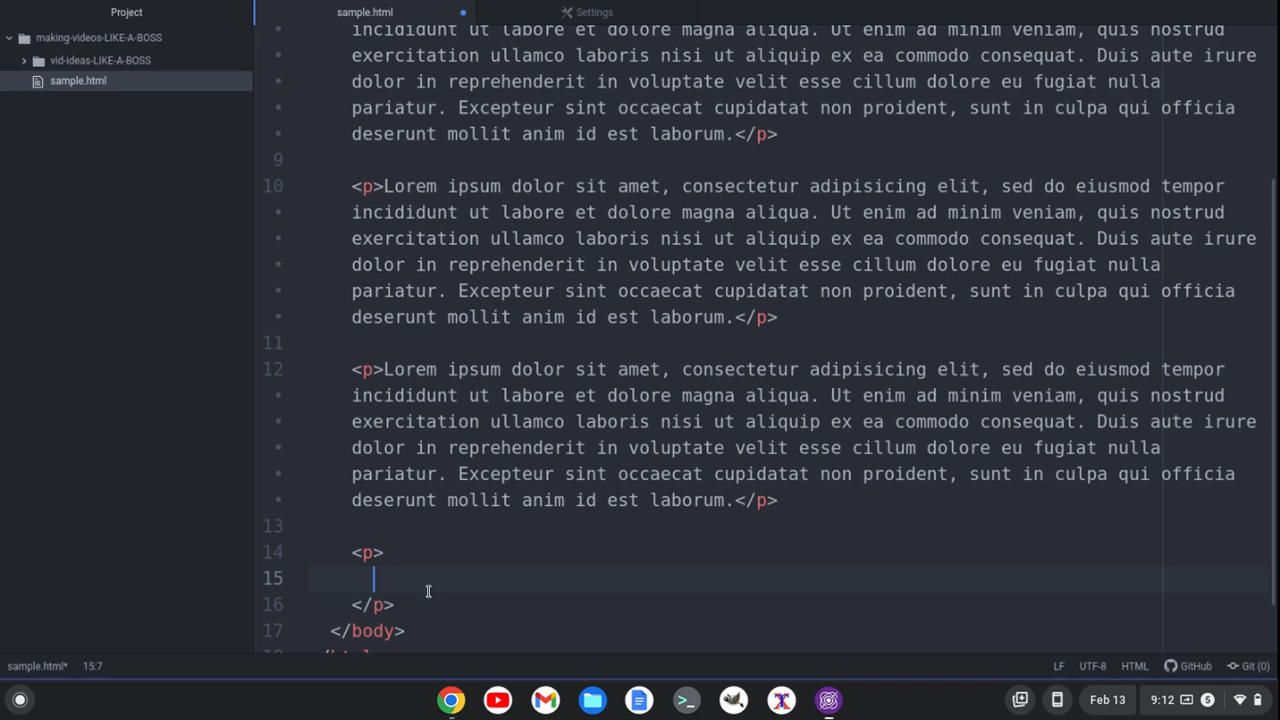 Project
sample.html
Settings
making-videos-LIKE-A-BOSS
vid-ideas-LIKE-A-BOSS
sample.html
incididunt ut labore et dolore magna aliqua. Ut enim ad minim veniam, quis nostrud
exercitation ullamco laboris nisi ut aliquip ex ea commodo consequat. Duis aute irure
dolor in reprehenderit in voluptate velit esse cillum dolore eu fugiat nulla
pariatur. Excepteur sint occaecat cupidatat non proident, sunt in culpa qui officia
deserunt mollit anim id est laborum.</p>
9
10 <p>Lorem ipsum dolor sit amet, consectetur adipisicing elit, sed do eiusmod tempor
incididunt ut labore et dolore magna aliqua. Ut enim ad minim veniam, quis nostrud
exercitation ullamco laboris nisi ut aliquip ex ea commodo consequat. Duis aute irure
dolor in reprehenderit in voluptate velit esse cillum dolore eu fugiat nulla
pariatur. Excepteur sint occaecat cupidatat non proident, sunt in culpa qui officia
deserunt mollit anim id est laborum.</p>
11
12 <p>Lorem ipsum dolor sit amet, consectetur adipisicing elit, sed do eiusmod tempor
incididunt ut labore et dolore magna aliqua. Ut enim ad minim veniam, quis nostrud
exercitation ullamco laboris nisi ut aliquip ex ea commodo consequat. Duis aute irure
dolor in reprehenderit in voluptate velit esse cillum dolore eu fugiat nulla
pariatur. Excepteur sint occaecat cupidatat non proident, sunt in culpa qui officia
deserunt mollit anim id est laborum.</p>
13
14 <p>
15
16 </p>
17 </body>
sample.html* 15:7 LF UTF-8 HTML GitHub Git (0)
Feb 13 9:12 5